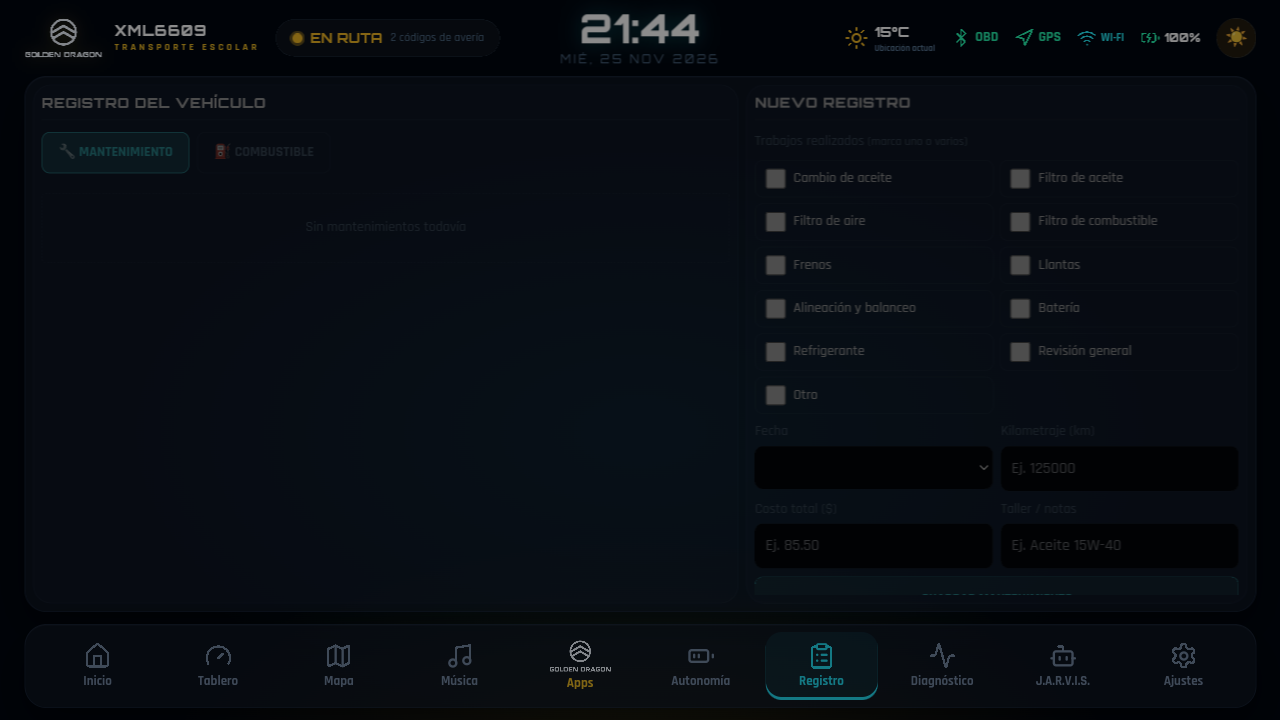 GOLDEN DRAGON
XML6609
TRANSPORTE ESCOLAR
EN RUTA 2 códigos de avería
21:44
MIÉ, 25 NOV 2026
15°C
Ubicación actual
OBD
GPS
WI-FI
100%
REGISTRO DEL VEHÍCULO
MANTENIMIENTO
COMBUSTIBLE
Sin mantenimientos todavía
NUEVO REGISTRO
Trabajos realizados (marca uno o varios)
Cambio de aceite
Filtro de aceite
Filtro de aire
Filtro de combustible
Frenos
Llantas
Alineación y balanceo
Batería
Refrigerante
Revisión general
Otro
Fecha
Kilometraje (km)
Ej. 125000
Costo total ($)
Taller / notas
Ej. 85.50
Ej. Aceite 15W-40
Inicio
Tablero
Mapa
Música
GOLDEN DRAGON
Apps
Autonomía
Registro
Diagnóstico
J.A.R.V.I.S.
Ajustes